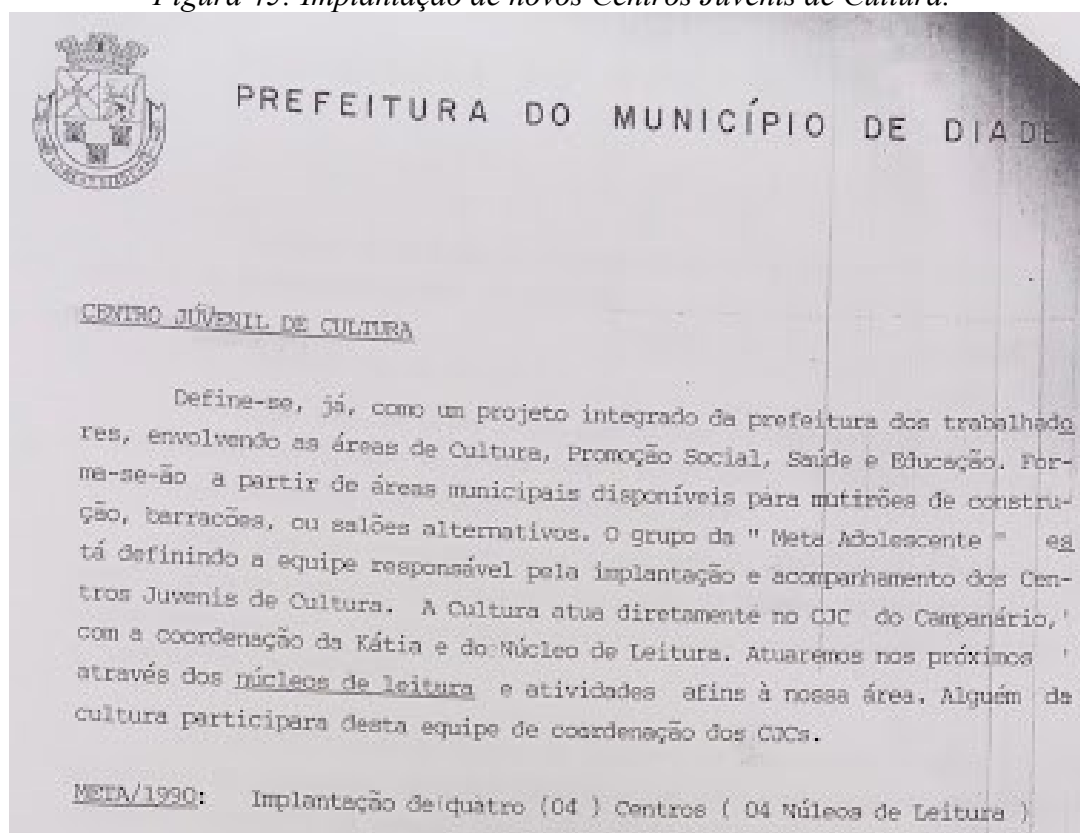 Figura 45: Implantação de novos Centros Juvenis de Cultura.
PREFEITURA DO MUNICÍPIO DE DIADE
CENTRO JÚVENIL DE CULTURA
Define-se, já, como um projeto integrado da prefeitura dos trabalhado
res, envolvendo as áreas de Cultura, Promoção Social, Saúde e Educação. For-
ma-se-ão a partir de áreas municipais disponíveis para mutirões de constru-
ção, barracões, ou salões alternativos. O grupo da " Meta Adolescente " es
tá definindo a equipe responsável pela implantação e acompanhamento dos Cen-
tros Juvenis de Cultura. A Cultura atua diretamente no CJC do Campanário,'
com a coordenação da Kátia e do Núcleo de Leitura. Atuaremos nos próximos '
através dos núcleos de leitura e atividades afins à nossa área. Alguém da
cultura participara desta equipe de coordenação dos CJCs.
META/1990: Implantação de quatro (04 ) Centros ( 04 Núleos de Leitura )